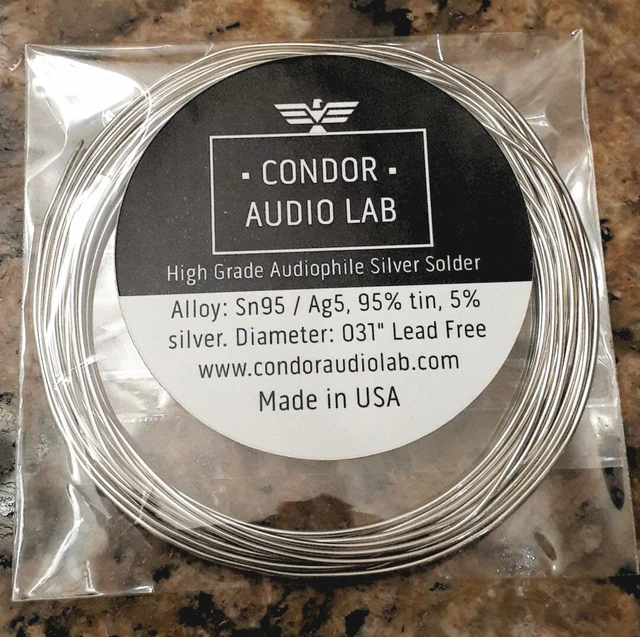 ▪ CONDOR ▪
AUDIO LAB
High Grade Audiophile Silver Solder
Alloy: Sn95 / Ag5, 95% tin, 5%
silver. Diameter: 031" Lead Free
www.condoraudiolab.com
Made in USA